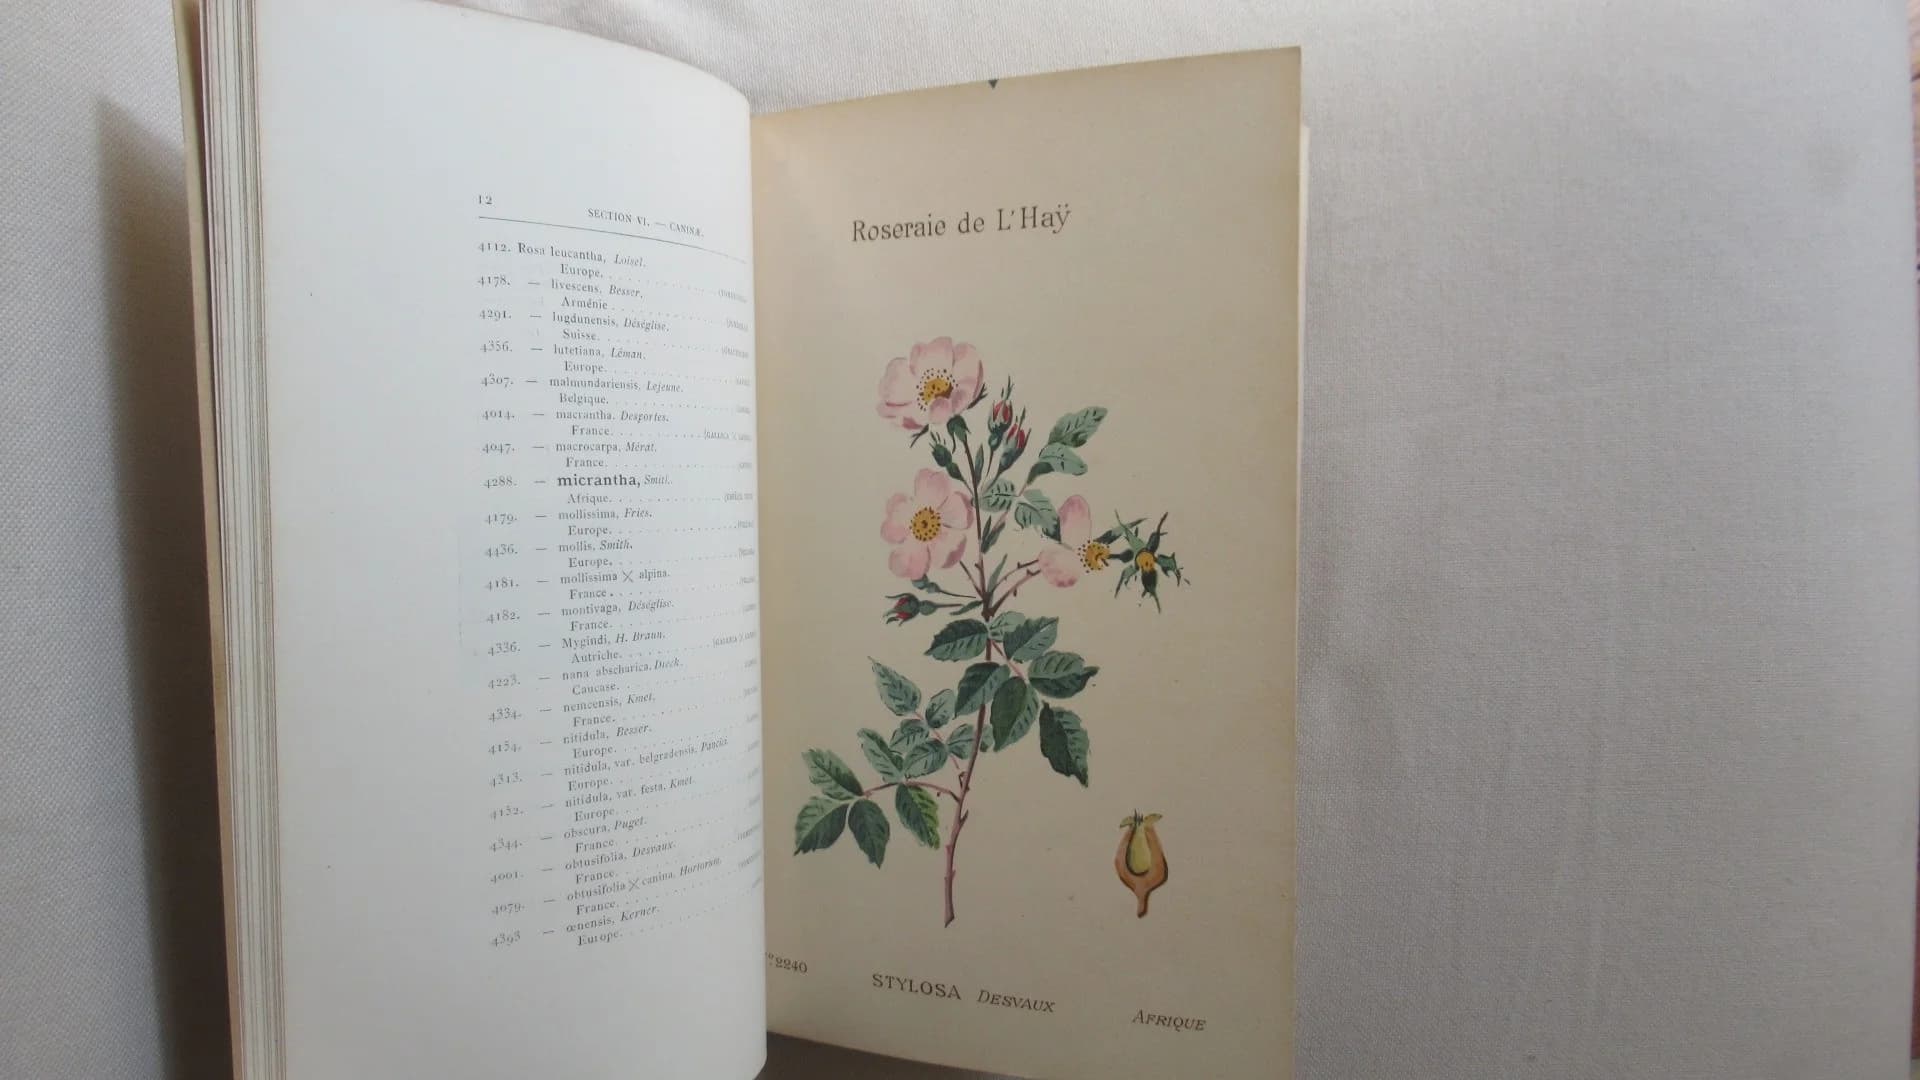 12
SECTION VI. — CANINÆ.
4112. Rosa leucantha, Loisel.
Europe.
4178. — livescens, Besser.
Arménie
4291. — lugdunensis, Déséglise.
Suisse.
4356. — lutetiana, Léman.
Europe.
4307. — malmundariensis, Lejeune.
Belgique.
4014. — macrantha. Desportes.
France. (GALLICA X
4047. — macrocarpa, Mérat.
France.
4288. — micrantha, Smith.
Afrique.
4179. — mollissima, Fries.
Europe.
4436. — mollis, Smith.
Europe.
4181. — mollissima X alpina.
France.
4182. — montivaga, Déséglise.
France.
4336. — Mygindi, H. Braun.
Autriche.
4223. — nana abscharica, Dieck.
Caucase.
4334. — nemcensis, Kmet.
France.
4154. — nitidula, Besser.
Europe.
4313. — nitidula, var. belgradensis, Pancici.
Europe.
4152. — nitidula, var. festa, Kmet.
Europe.
4344. — obscura, Puget.
France.
4001. — obtusifolia, Desvaux.
France.
4079. — obtusifolia X canina, Hortorum.
France.
4393 — œnensis, Kerner.
Europe.
Roseraie de L'Haÿ
2240
STYLOSA DESVAUX
AFRIQUE